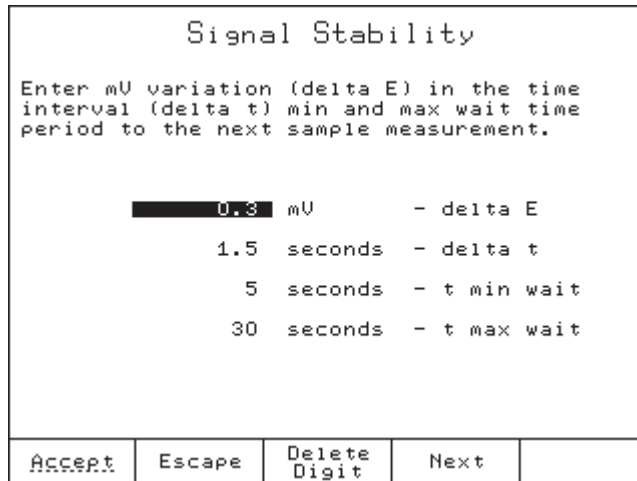 Signal Stability
Enter mV variation (delta E) in the time
interval (delta t) min and max wait time
period to the next sample measurement.
0.3 mV - delta E
1.5 seconds - delta t
5 seconds - t min wait
30 seconds - t max wait
Accept Escape Delete Digit Next